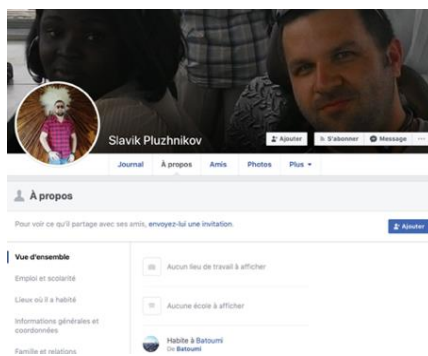 Slavik Pluzhnikov
Ajouter S'abonner Message ...
Journal À propos Amis Photos Plus
À propos
Pour voir ce qu'il partage avec ses amis, envoyez-lui une invitation.
Ajouter
Vue d'ensemble
Emploi et scolarité
Lieux où il a habité
Informations générales et
coordonnées
Famille et relations
Aucun lieu de travail à afficher
Aucune école à afficher
Habite à Batoumi
De Batoumi